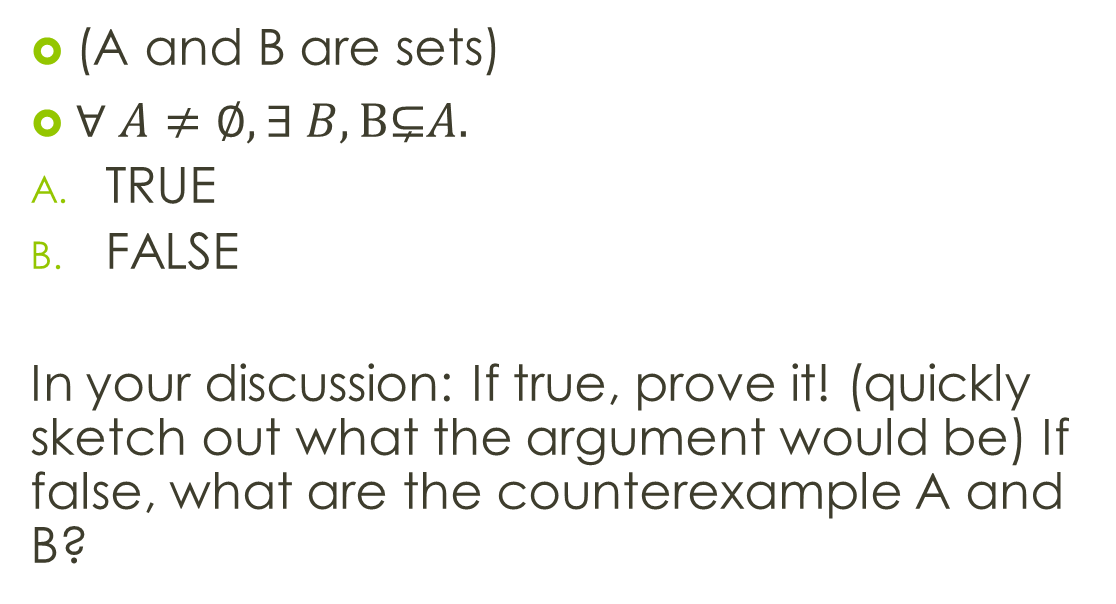 (A and B are sets)
∀ A ≠ ∅, ∃ B, B⊊A.
A. TRUE
B. FALSE
In your discussion: If true, prove it! (quickly
sketch out what the argument would be) If
false, what are the counterexample A and
B?